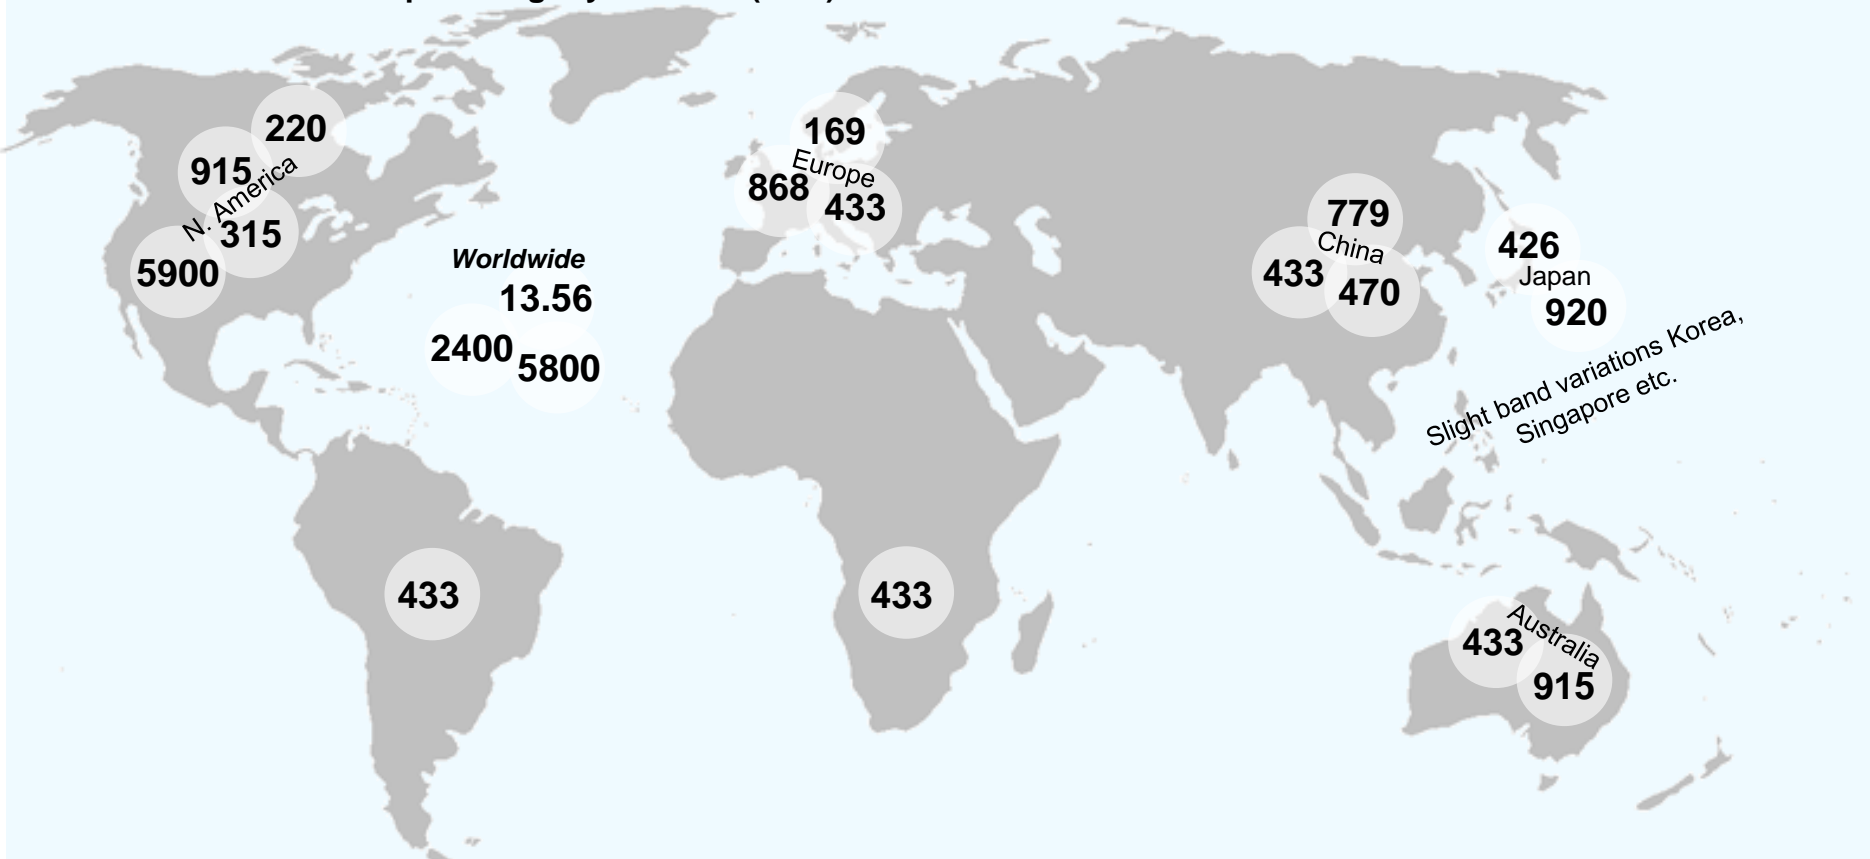 220
915
N. America
315
5900
Worldwide
13.56
2400
5800
169
Europe
868
433
779
China
433
470
426
Japan
920
Slight band variations Korea,
Singapore etc.
433
433
Australia
433
915